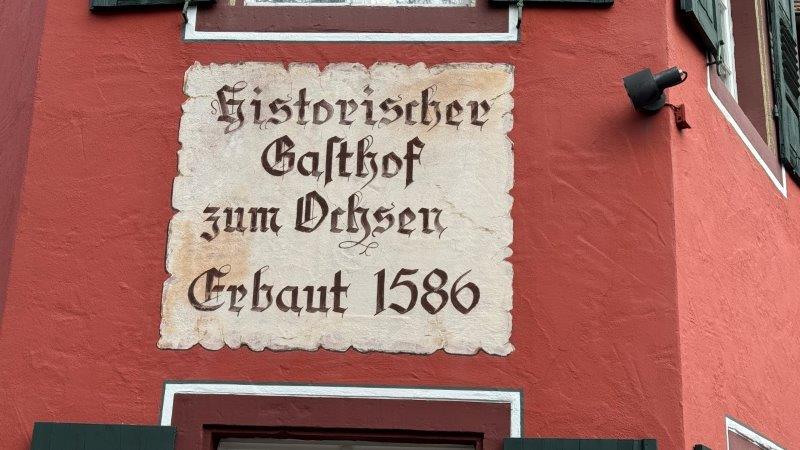 Historischer
Gaſthof
zum Ochsen
Erbaut 1586